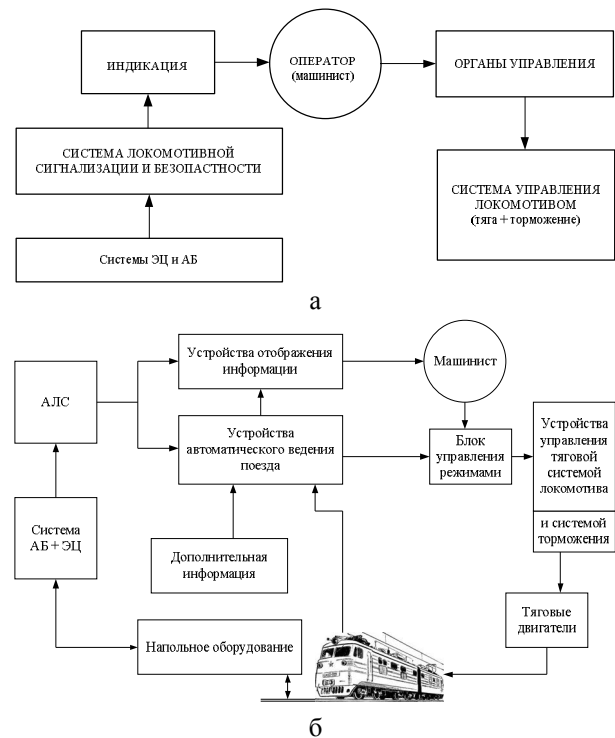 ИНДИКАЦИЯ
ОПЕРАТОР
(машинист)
ОРГАНЫ УПРАВЛЕНИЯ
СИСТЕМА ЛОКОМОТИВНОЙ
СИГНАЛИЗАЦИИ И БЕЗОПАСТНОСТИ
СИСТЕМА УПРАВЛЕНИЯ
ЛОКОМОТИВОМ
(тяга + торможение)
Системы ЭЦ и АБ
а
Устройства отображения
информации
Машинист
АЛС
Устройства
автоматического ведения
поезда
Блок
управления
режимами
Устройства
управления
тяговой
системой
локомотива
и системой
торможения
Система
АБ + ЭЦ
Дополнительная
информация
Тяговые
двигатели
Напольное оборудование
б